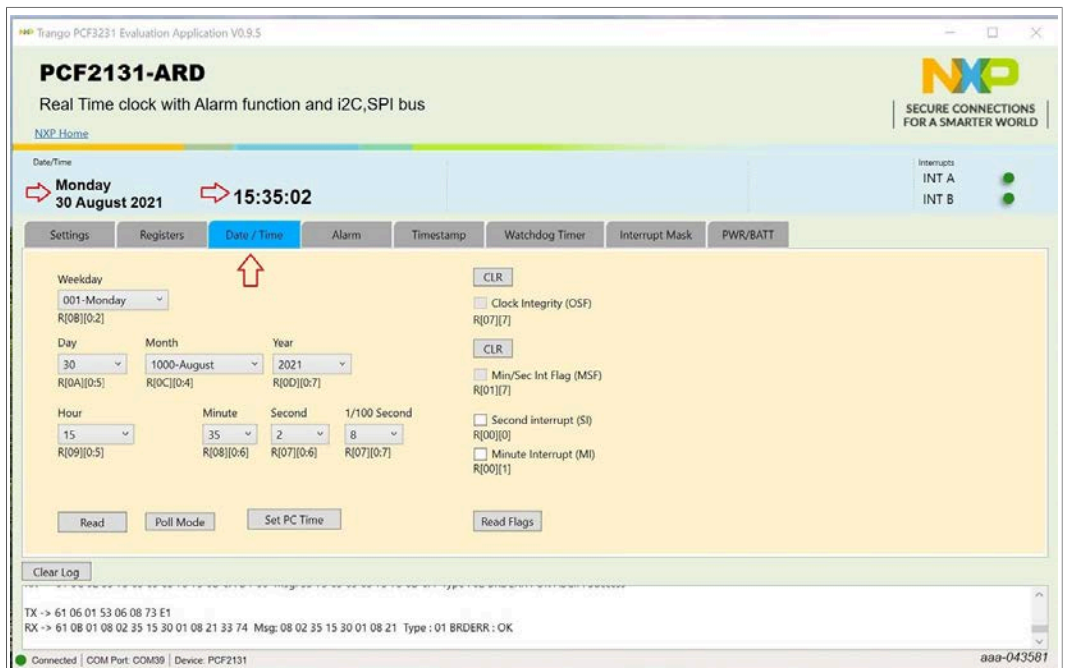 NXP Trango PCF3231 Evaluation Application V0.9.5
PCF2131-ARD
Real Time clock with Alarm function and i2C,SPI bus
NXP Home
NXP
SECURE CONNECTIONS
FOR A SMARTER WORLD
Date/Time
Monday
30 August 2021
15:35:02
Interrupts
INT A
INT B
Settings Registers Date / Time Alarm Timestamp Watchdog Timer Interrupt Mask PWR/BATT
Weekday
001-Monday
R[08][0:2]
Day Month Year
30 1000-August 2021
R[0A][0:5] R[0C][0:4] R[0D][0:7]
Hour Minute Second 1/100 Second
15 35 2 8
R[09][0:5] R[08][0:6] R[07][0:6] R[07][0:7]
Read Poll Mode Set PC Time
CLR
Clock Integrity (OSF)
R[07][7]
CLR
Min/Sec Int Flag (MSF)
R[01][7]
Second interrupt (SI)
R[00][0]
Minute Interrupt (MI)
R[00][1]
Read Flags
Clear Log
TX -> 61 06 01 53 06 08 73 E1
RX -> 61 0B 01 08 02 35 15 30 01 08 21 33 74 Msg: 08 02 35 15 30 01 08 21 Type : 01 BRDERR : OK
Connected COM Port: COM39 Device: PCF2131
aaa-043581